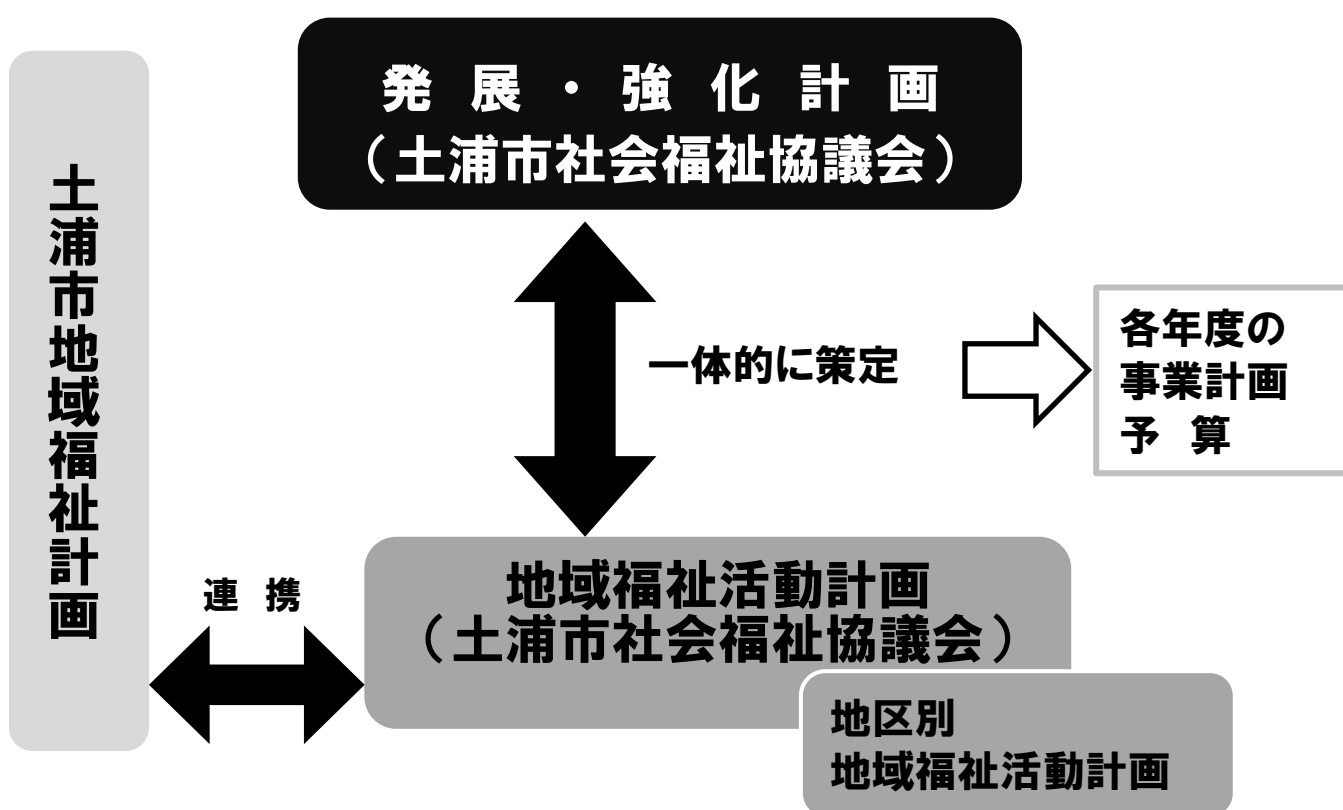 発 展 ・ 強 化 計 画
（土浦市社会福祉協議会）
土浦市地域福祉計画
一体的に策定
各年度の
事業計画
予 算
連 携
地域福祉活動計画
（土浦市社会福祉協議会）
地区別
地域福祉活動計画